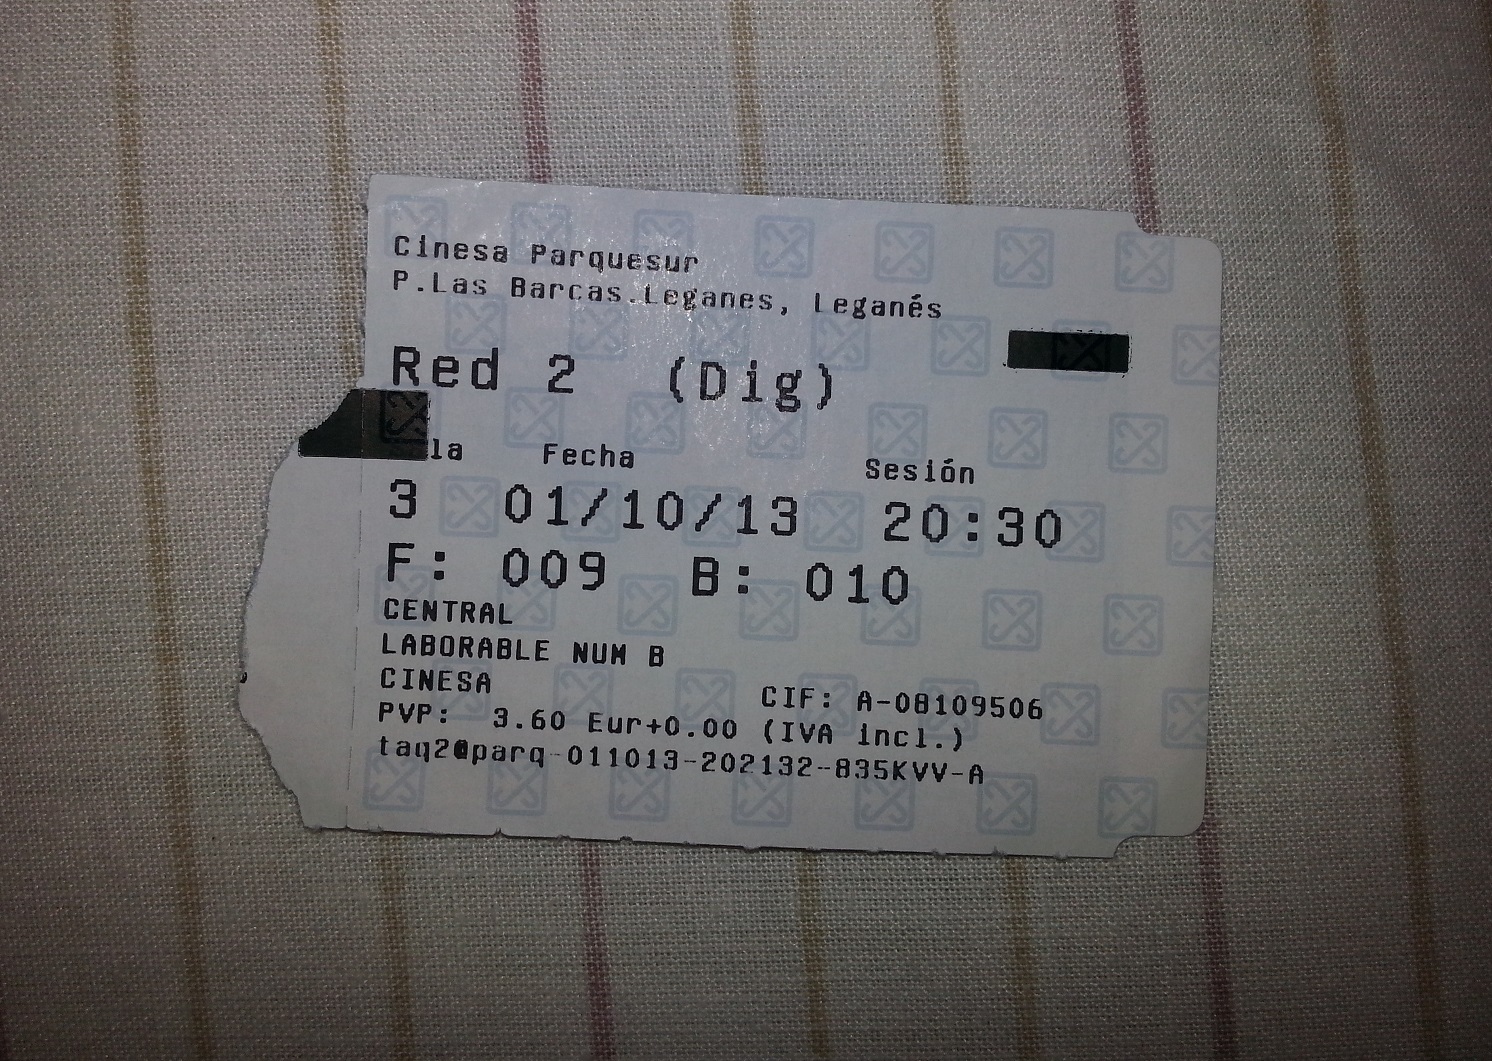 Cinesa Parquesur
P.Las Barcas.Leganes, Leganés
Red 2 (Dig)
la Fecha Sesión
3 01/10/13 20:30
F: 009 B: 010
CENTRAL
LABORABLE NUM B
CINESA CIF: A-08109506
PVP: 3.60 Eur+0.00 (IVA incl.)
taq2@parq-011013-202132-835KVV-A